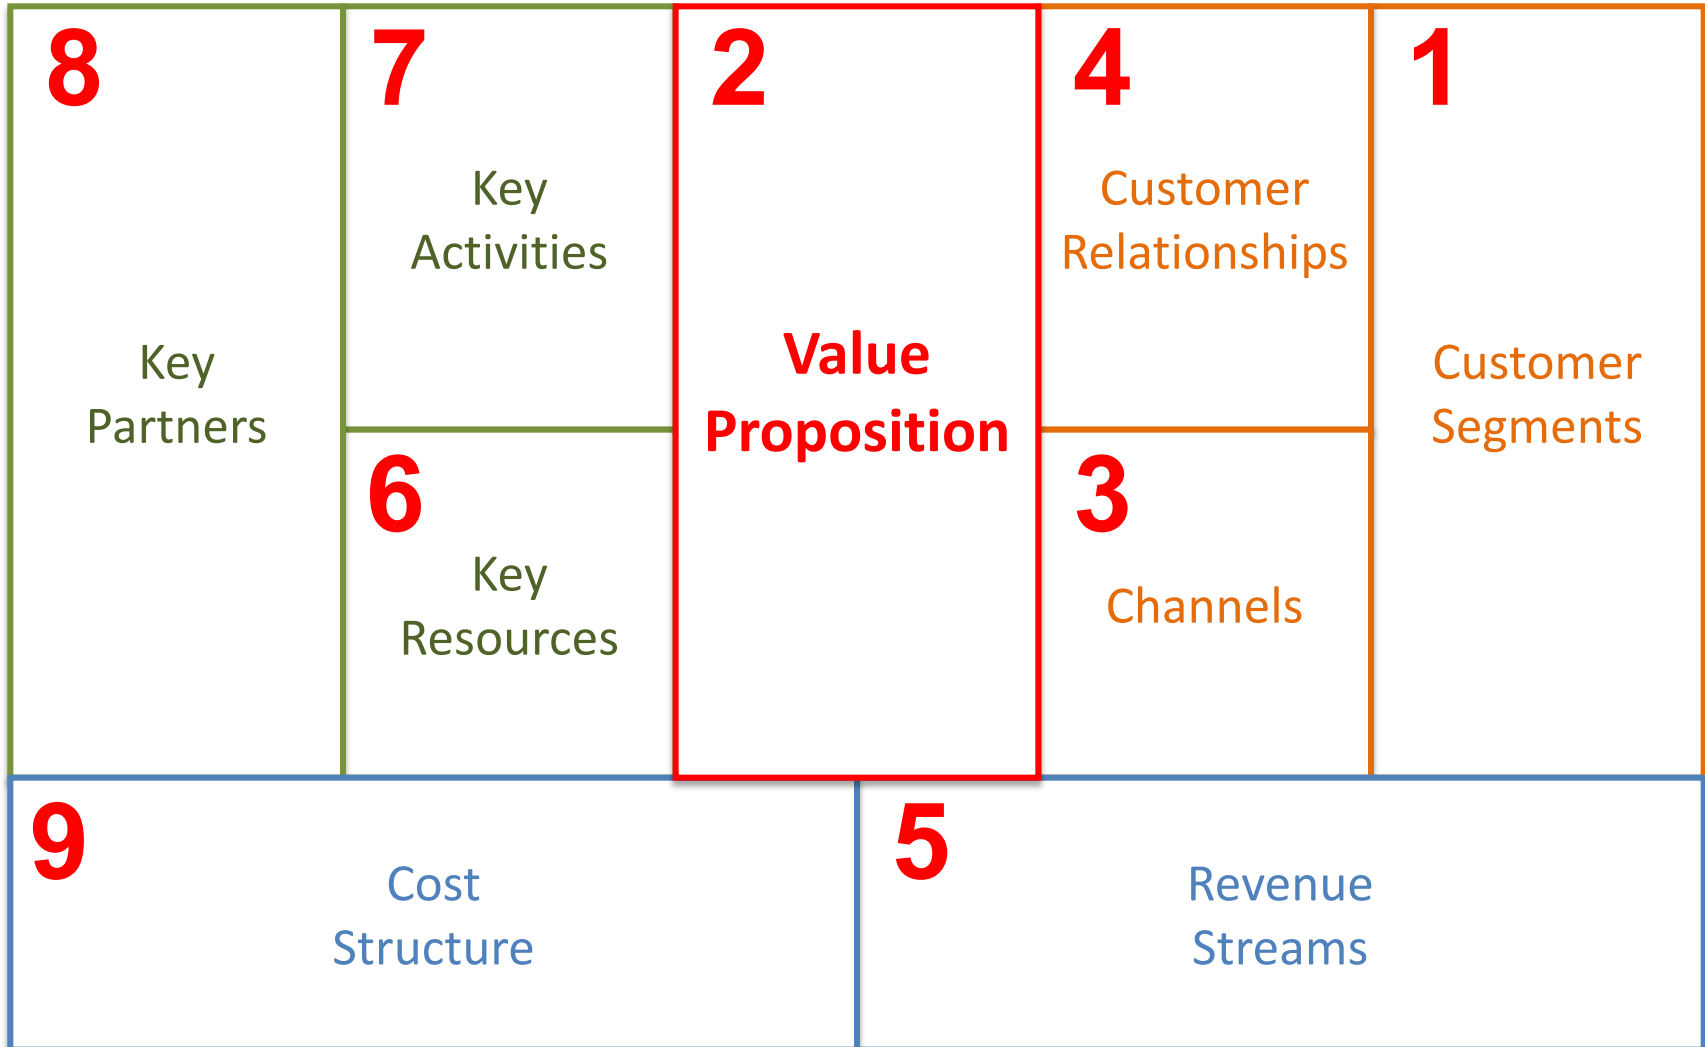 8
Key
Partners
7
Key
Activities
6
Key
Resources
2
Value
Proposition
4
Customer
Relationships
3
Channels
1
Customer
Segments
9
Cost
Structure
5
Revenue
Streams